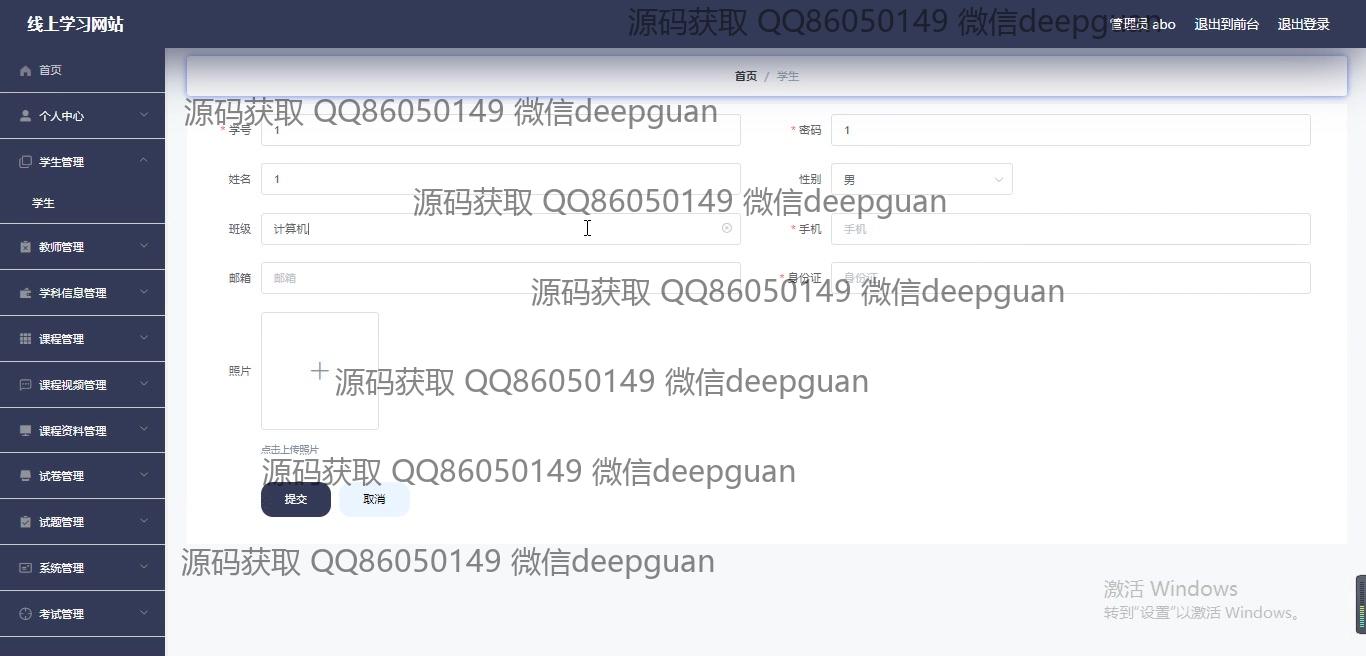 线上学习网站
源码获取 QQ86050149 微信deepguan
管理员 abo 退出到前台 退出登录
首页
个人中心
学生管理
学生
教师管理
学科信息管理
课程管理
课程视频管理
课程资料管理
试卷管理
试题管理
系统管理
考试管理
首页 / 学生
源码获取 QQ86050149 微信deepguan
* 学号 1 * 密码 1
姓名 1 性别 男
源码获取 QQ86050149 微信deepguan
班级 计算机 * 手机 手机
邮箱 邮箱 * 身份证 身份证
源码获取 QQ86050149 微信deepguan
照片
源码获取 QQ86050149 微信deepguan
点击上传照片
源码获取 QQ86050149 微信deepguan
提交 取消
源码获取 QQ86050149 微信deepguan
激活 Windows
转到“设置”以激活 Windows。